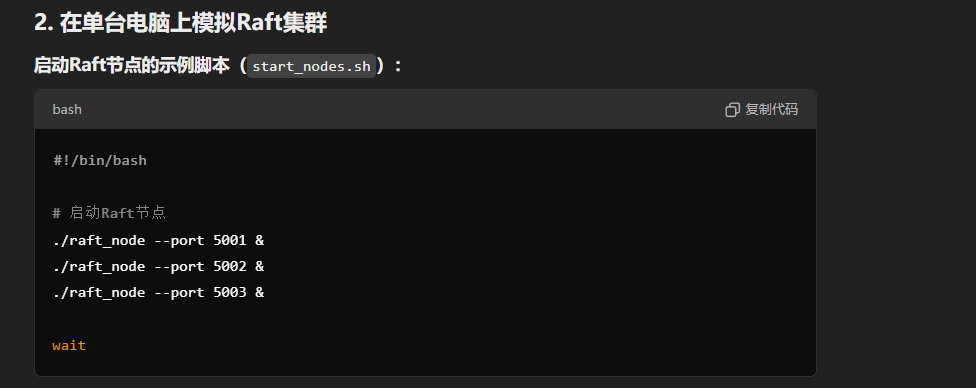 2. 在单台电脑上模拟Raft集群
启动Raft节点的示例脚本（start_nodes.sh）：
bash 复制代码
#!/bin/bash
# 启动Raft节点
./raft_node --port 5001 &
./raft_node --port 5002 &
./raft_node --port 5003 &
wait